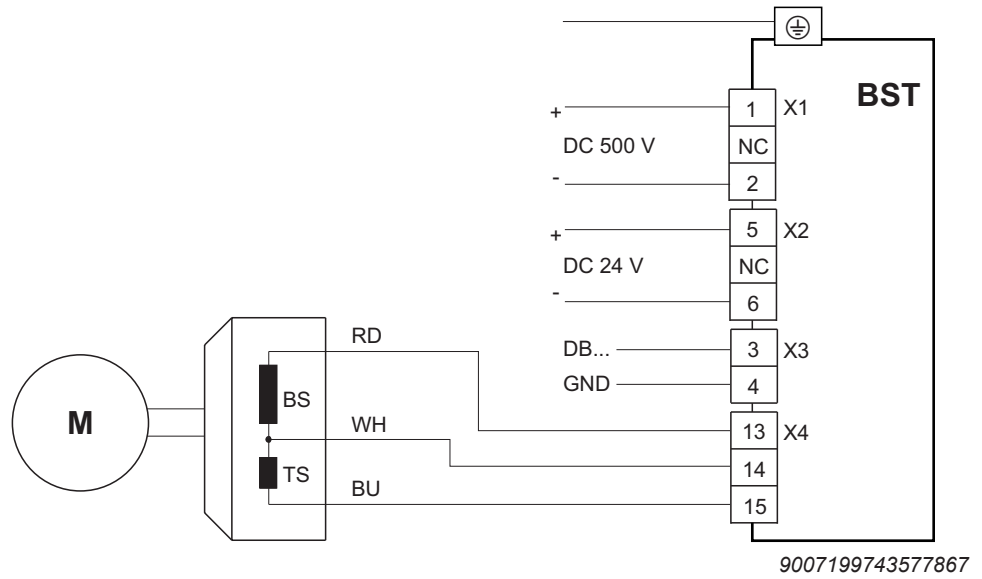 BST
+ 1 X1
DC 500 V NC
- 2
+ 5 X2
DC 24 V NC
- 6
RD
DB... 3 X3
BS
GND 4
M
WH
13 X4
TS
14
BU
15
9007199743577867